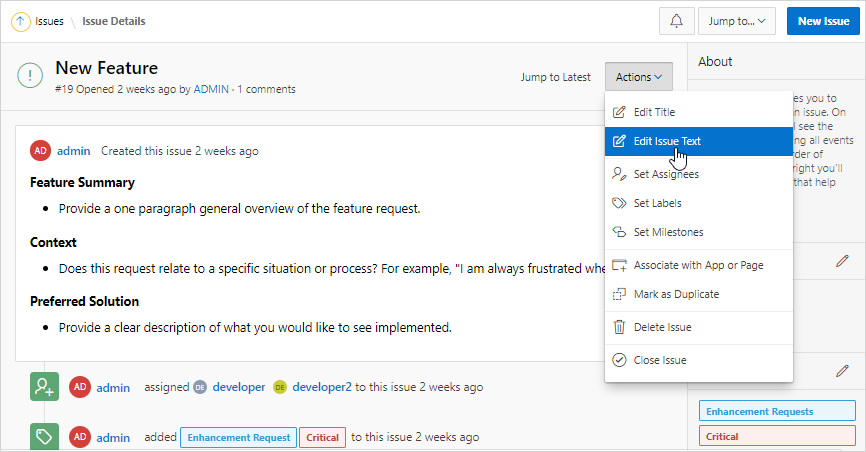 Issues \ Issue Details
Jump to...
New Issue
New Feature
#19 Opened 2 weeks ago by ADMIN · 1 comments
Jump to Latest
Actions
Edit Title
Edit Issue Text
Set Assignees
Set Labels
Set Milestones
Associate with App or Page
Mark as Duplicate
Delete Issue
Close Issue
AD admin Created this issue 2 weeks ago
Feature Summary
• Provide a one paragraph general overview of the feature request.
Context
• Does this request relate to a specific situation or process? For example, "I am always frustrated whe
Preferred Solution
• Provide a clear description of what you would like to see implemented.
AD admin assigned DE developer DE developer2 to this issue 2 weeks ago
AD admin added Enhancement Request Critical to this issue 2 weeks ago
About
es you to
n issue. On
l see the
ng all events
rder of
right you'll
that help
Enhancement Requests
Critical